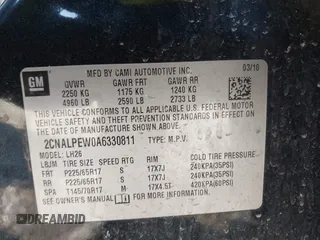 GM
MFD. BY CAMI AUTOMOTIVE INC. 03/10
GVWR GAWR FRT GAWR RR
2250 KG 1175 KG 1240 KG
4960 LB 2590 LB 2733 LB
THIS VEHICLE CONFORMS TO ALL APPLICABLE U.S. FEDERAL
MOTOR VEHICLE SAFETY AND THEFT PREVENTION STANDARDS
IN EFFECT ON THE DATE OF MANUFACTURE SHOWN ABOVE.
2CNALPEW0A6330811 TYPE: M.P.V.
MODEL: LH26
TIRE SIZE SPEED RTG RIM COLD TIRE PRESSURE
FRT P225/65R17 S 17X7J 240KPA(35PSI)
RR P225/65R17 S 17X7J 240KPA(35PSI)
SPA T145/70R17 M 17X4.5T 420KPA(60PSI)
SEE OWNER'S MANUAL FOR ADDITIONAL INFORMATION.